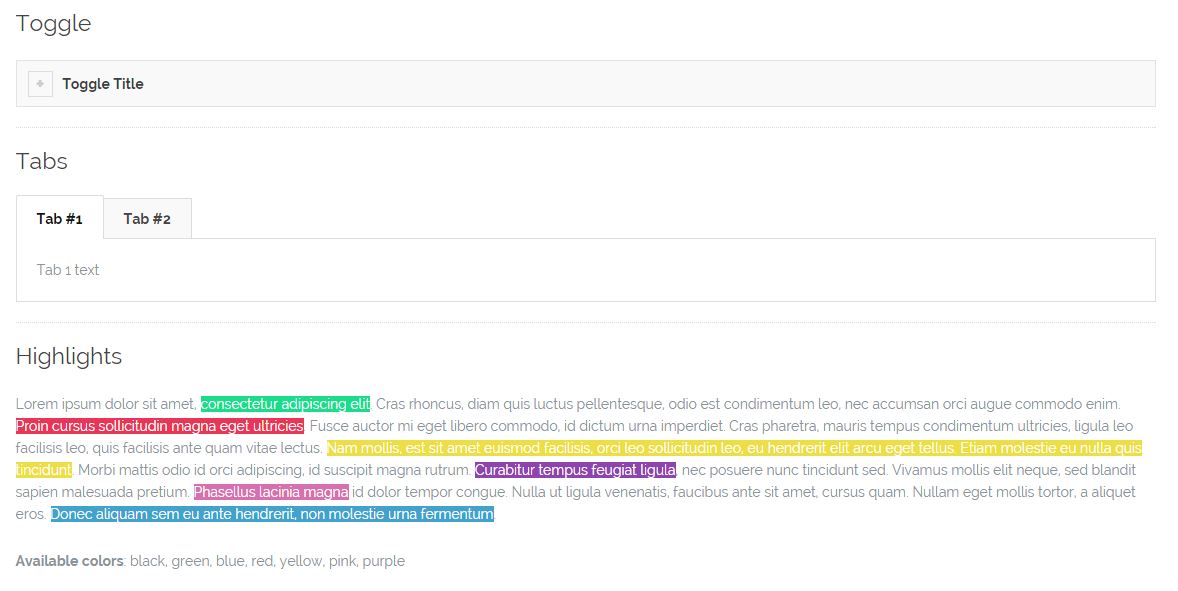 Toggle
+ Toggle Title
Tabs
Tab #1 Tab #2
Tab 1 text
Highlights
Lorem ipsum dolor sit amet, consectetur adipiscing elit. Cras rhoncus, diam quis luctus pellentesque, odio est condimentum leo, nec accumsan orci augue commodo enim.
Proin cursus sollicitudin magna eget ultricies. Fusce auctor mi eget libero commodo, id dictum urna imperdiet. Cras pharetra, mauris tempus condimentum ultricies, ligula leo
facilisis leo, quis facilisis ante quam vitae lectus. Nam mollis, est sit amet euismod facilisis, orci leo sollicitudin leo, eu hendrerit elit arcu eget tellus. Etiam molestie eu nulla quis
tincidunt. Morbi mattis odio id orci adipiscing, id suscipit magna rutrum. Curabitur tempus feugiat ligula, nec posuere nunc tincidunt sed. Vivamus mollis elit neque, sed blandit
sapien malesuada pretium. Phasellus lacinia magna id dolor tempor congue. Nulla ut ligula venenatis, faucibus ante sit amet, cursus quam. Nullam eget mollis tortor, a aliquet
eros. Donec aliquam sem eu ante hendrerit, non molestie urna fermentum
Available colors: black, green, blue, red, yellow, pink, purple